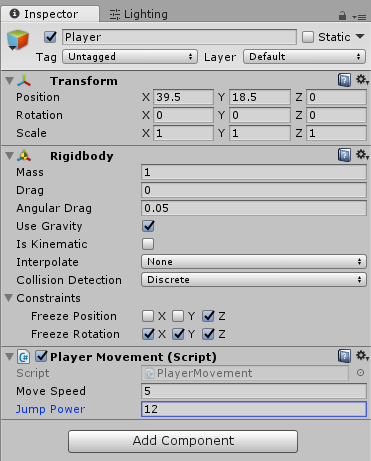 Inspector Lighting
Player Static
Tag Untagged Layer Default
Transform
Position X 39.5 Y 18.5 Z 0
Rotation X 0 Y 0 Z 0
Scale X 1 Y 1 Z 1
Rigidbody
Mass 1
Drag 0
Angular Drag 0.05
Use Gravity
Is Kinematic
Interpolate None
Collision Detection Discrete
Constraints
Freeze Position X Y Z
Freeze Rotation X Y Z
Player Movement (Script)
Script PlayerMovement
Move Speed 5
Jump Power 12
Add Component